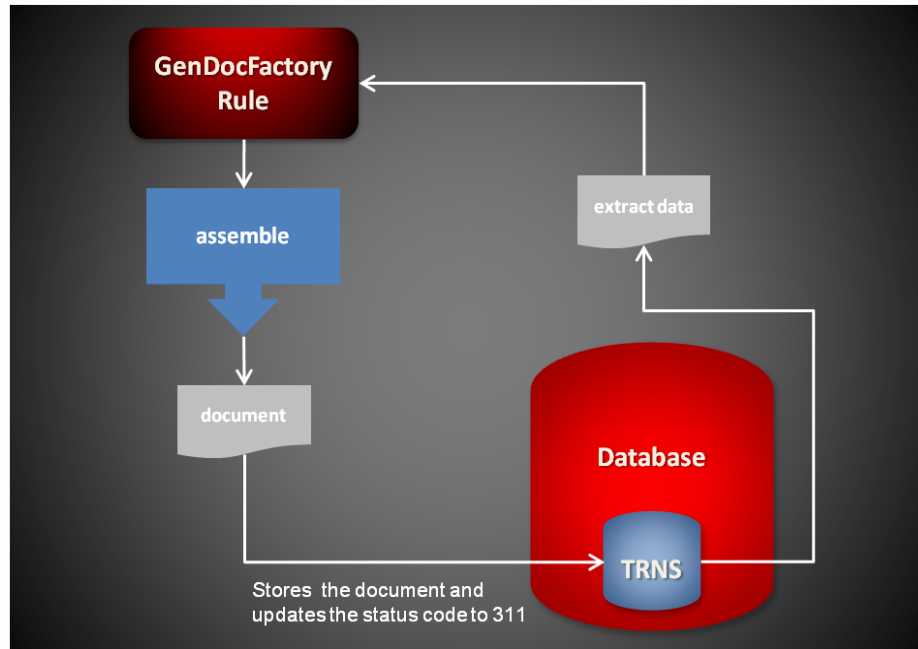 GenDocFactory
Rule
extract data
assemble
document
Database
TRNS
Stores the document and
updates the status code to 311